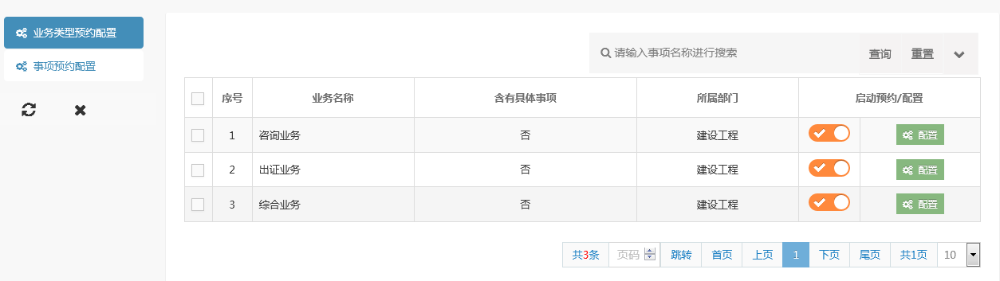 业务类型预约配置
事项预约配置
请输入事项名称进行搜索 查询 重置
序号 业务名称 含有具体事项 所属部门 启动预约/配置
1 咨询业务 否 建设工程 配置
2 出证业务 否 建设工程 配置
3 综合业务 否 建设工程 配置
共3条 页码 跳转 首页 上页 1 下页 尾页 共1页 10